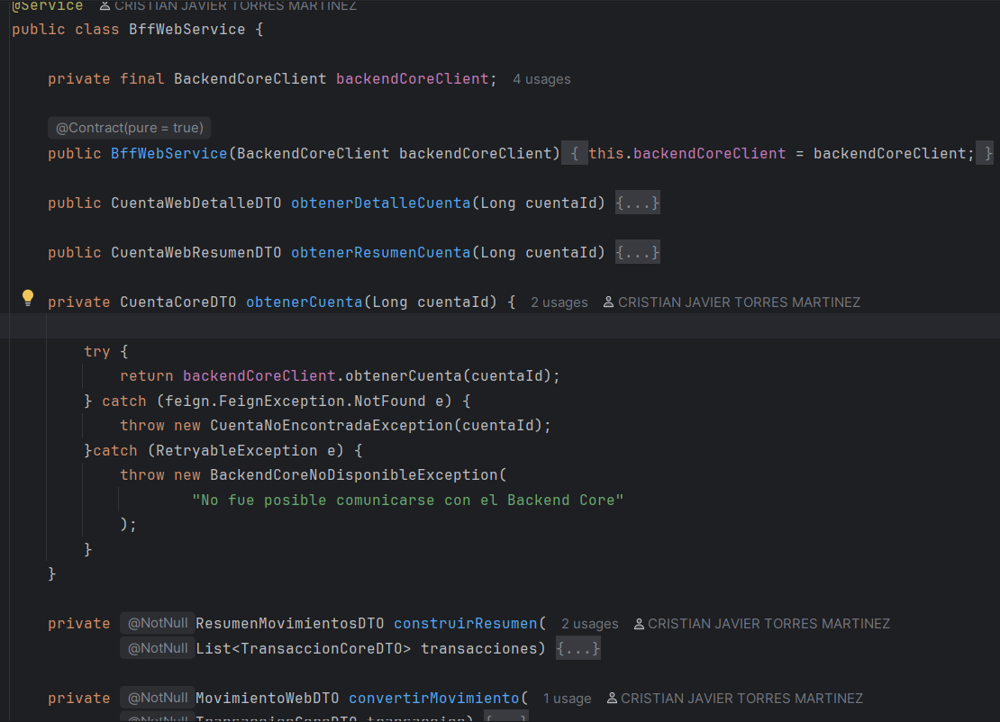 @Service CRISTIAN JAVIER TORRES MARTINEZ
public class BffWebService {
private final BackendCoreClient backendCoreClient; 4 usages
@Contract(pure = true)
public BffWebService(BackendCoreClient backendCoreClient) { this.backendCoreClient = backendCoreClient; }
public CuentaWebDetalleDTO obtenerDetalleCuenta(Long cuentaId) {...}
public CuentaWebResumenDTO obtenerResumenCuenta(Long cuentaId) {...}
private CuentaCoreDTO obtenerCuenta(Long cuentaId) { 2 usages CRISTIAN JAVIER TORRES MARTINEZ
try {
return backendCoreClient.obtenerCuenta(cuentaId);
} catch (feign.FeignException.NotFound e) {
throw new CuentaNoEncontradaException(cuentaId);
}catch (RetryableException e) {
throw new BackendCoreNoDisponibleException(
"No fue posible comunicarse con el Backend Core"
);
}
}
private @NotNull ResumenMovimientosDTO construirResumen( 2 usages CRISTIAN JAVIER TORRES MARTINEZ
@NotNull List<TransaccionCoreDTO> transacciones) {...}
private @NotNull MovimientoWebDTO convertirMovimiento( 1 usage CRISTIAN JAVIER TORRES MARTINEZ
@NotNull TransaccionCoreDTO transaccion) {...}